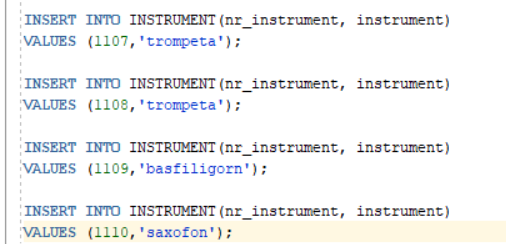 INSERT INTO INSTRUMENT(nr_instrument, instrument)
VALUES (1107,'trompeta');
INSERT INTO INSTRUMENT(nr_instrument, instrument)
VALUES (1108,'trompeta');
INSERT INTO INSTRUMENT(nr_instrument, instrument)
VALUES (1109,'basfiligorn');
INSERT INTO INSTRUMENT(nr_instrument, instrument)
VALUES (1110,'saxofon');